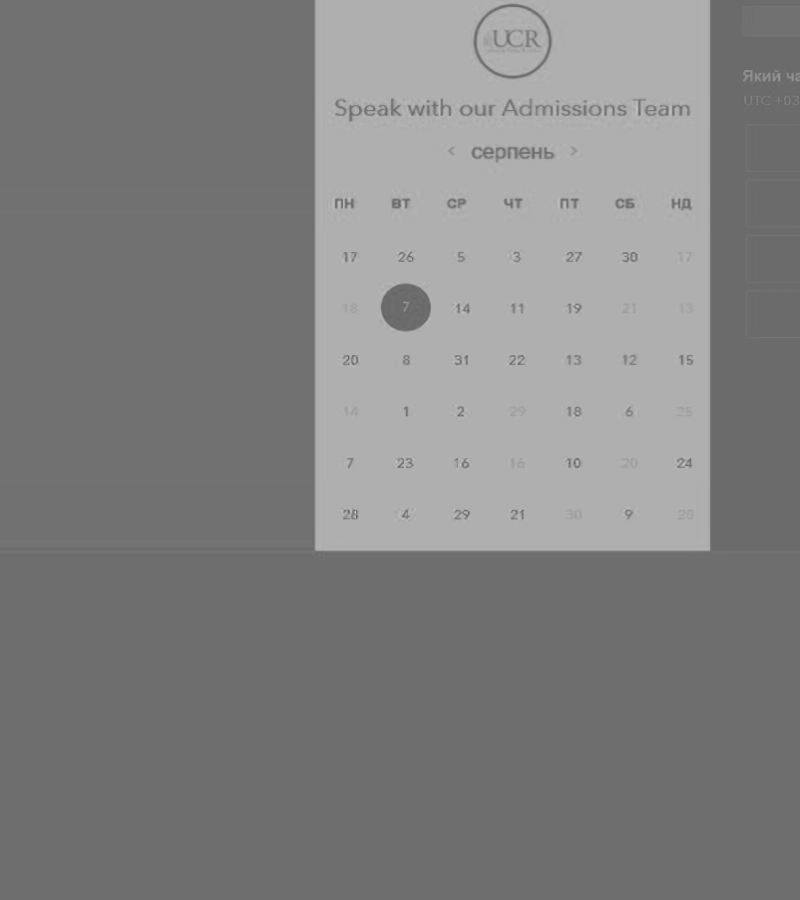 UCR
Speak with our Admissions Team
< серпень >
ПН ВТ СР ЧТ ПТ СБ НД
17 26 5 3 27 30 17
18 7 14 11 19 21 13
20 8 31 22 13 12 15
14 1 2 29 18 6 25
7 23 16 16 10 20 24
28 4 29 21 30 9 28
Який
UTC +03